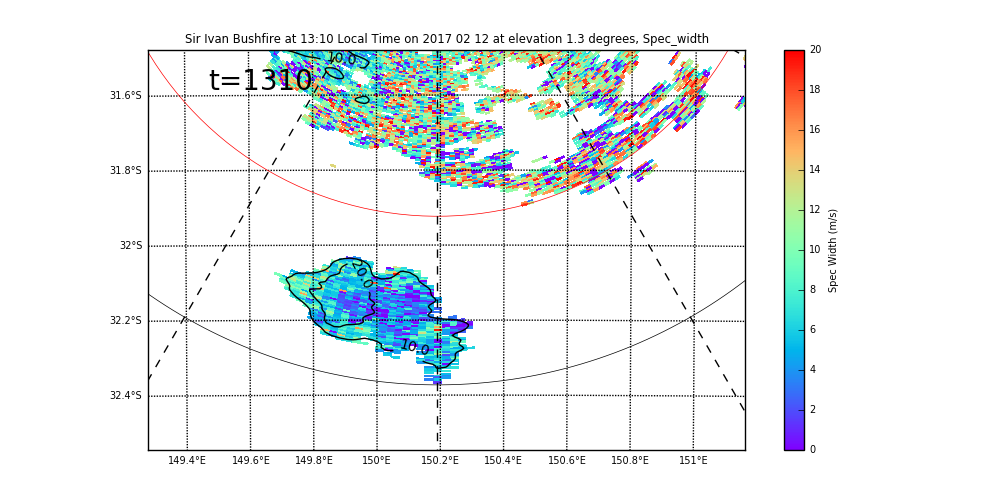 Sir Ivan Bushfire at 13:10 Local Time on 2017 02 12 at elevation 1.3 degrees, Spec_width
t=1310
10.0
31.6°S
31.8°S
32°S
32.2°S
32.4°S
10.0
149.4°E 149.6°E 149.8°E 150°E 150.2°E 150.4°E 150.6°E 150.8°E 151°E
20
18
16
14
12
10
8
6
4
2
0
Spec Width (m/s)